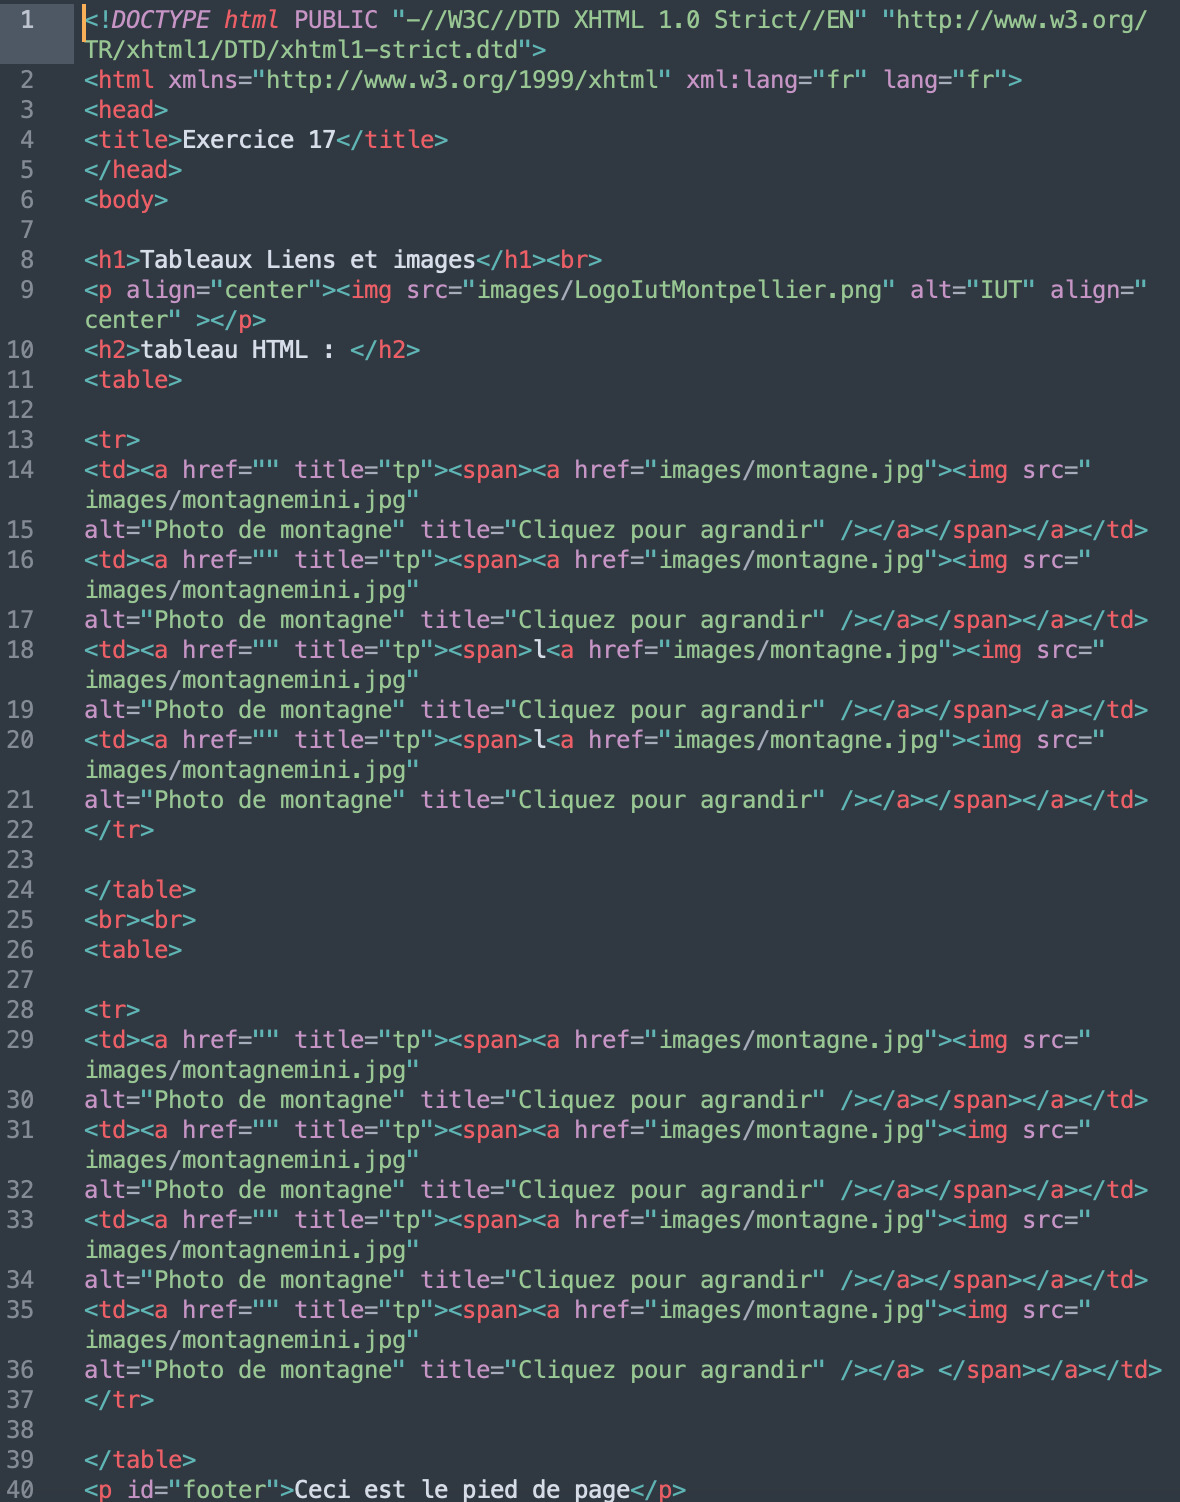 1 <!DOCTYPE html PUBLIC "-//W3C//DTD XHTML 1.0 Strict//EN" "http://www.w3.org/
TR/xhtml1/DTD/xhtml1-strict.dtd">
2 <html xmlns="http://www.w3.org/1999/xhtml" xml:lang="fr" lang="fr">
3 <head>
4 <title>Exercice 17</title>
5 </head>
6 <body>
7
8 <h1>Tableaux Liens et images</h1><br>
9 <p align="center"><img src="images/LogoIutMontpellier.png" alt="IUT" align="
center" ></p>
10 <h2>tableau HTML : </h2>
11 <table>
12
13 <tr>
14 <td><a href="" title="tp"><span><a href="images/montagne.jpg"><img src="
images/montagnemini.jpg"
15 alt="Photo de montagne" title="Cliquez pour agrandir" /></a></span></a></td>
16 <td><a href="" title="tp"><span><a href="images/montagne.jpg"><img src="
images/montagnemini.jpg"
17 alt="Photo de montagne" title="Cliquez pour agrandir" /></a></span></a></td>
18 <td><a href="" title="tp"><span>l<a href="images/montagne.jpg"><img src="
images/montagnemini.jpg"
19 alt="Photo de montagne" title="Cliquez pour agrandir" /></a></span></a></td>
20 <td><a href="" title="tp"><span>l<a href="images/montagne.jpg"><img src="
images/montagnemini.jpg"
21 alt="Photo de montagne" title="Cliquez pour agrandir" /></a></span></a></td>
22 </tr>
23
24 </table>
25 <br><br>
26 <table>
27
28 <tr>
29 <td><a href="" title="tp"><span><a href="images/montagne.jpg"><img src="
images/montagnemini.jpg"
30 alt="Photo de montagne" title="Cliquez pour agrandir" /></a></span></a></td>
31 <td><a href="" title="tp"><span><a href="images/montagne.jpg"><img src="
images/montagnemini.jpg"
32 alt="Photo de montagne" title="Cliquez pour agrandir" /></a></span></a></td>
33 <td><a href="" title="tp"><span><a href="images/montagne.jpg"><img src="
images/montagnemini.jpg"
34 alt="Photo de montagne" title="Cliquez pour agrandir" /></a></span></a></td>
35 <td><a href="" title="tp"><span><a href="images/montagne.jpg"><img src="
images/montagnemini.jpg"
36 alt="Photo de montagne" title="Cliquez pour agrandir" /></a> </span></a></td>
37 </tr>
38
39 </table>
40 <p id="footer">Ceci est le pied de page</p>